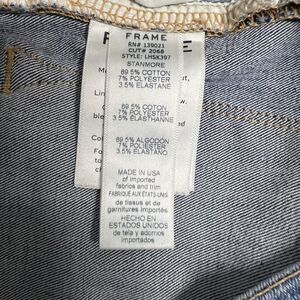 FRAME
RN# 139021
CUT# 2068
STYLE: LHSK397
STANMORE
89.5% COTTON
7% POLYESTER
3.5% ELASTANE
89.5% COTON
7% POLYESTER
3.5% ELASTHANNE
89.5% ALGODÓN
7% POLIESTER
3.5% ELASTANO
MADE IN USA
of imported
fabrics and trim
FABRIQUÉ AUX ÉTATS UNIS
de tissus et de
garnitures importés
HECHO EN
ESTADOS UNIDOS
de tela y adornos
importados